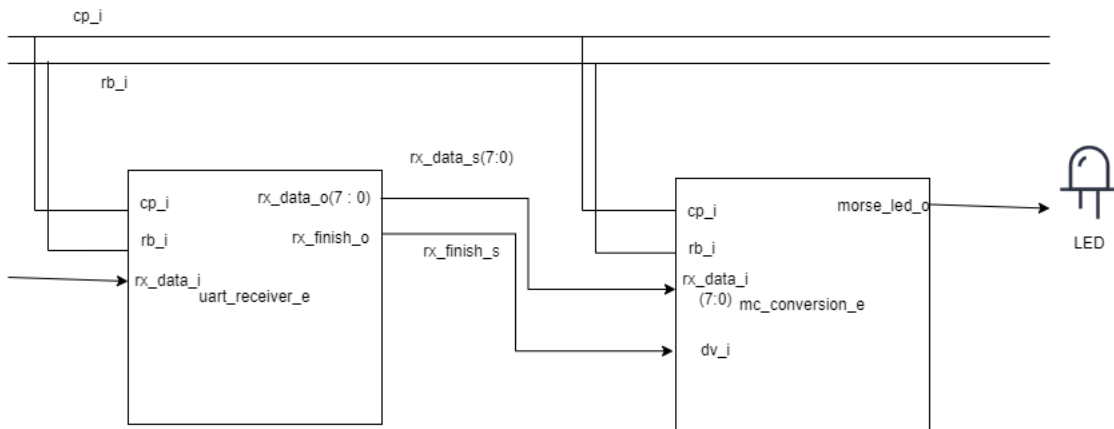 cp_i
rb_i
rx_data_s(7:0)
rx_data_o(7 : 0)
cp_i
rb_i
rx_finish_o
rx_finish_s
rx_data_i
uart_receiver_e
cp_i
morse_led_o
rb_i
rx_data_i
(7:0)
mc_conversion_e
dv_i
LED